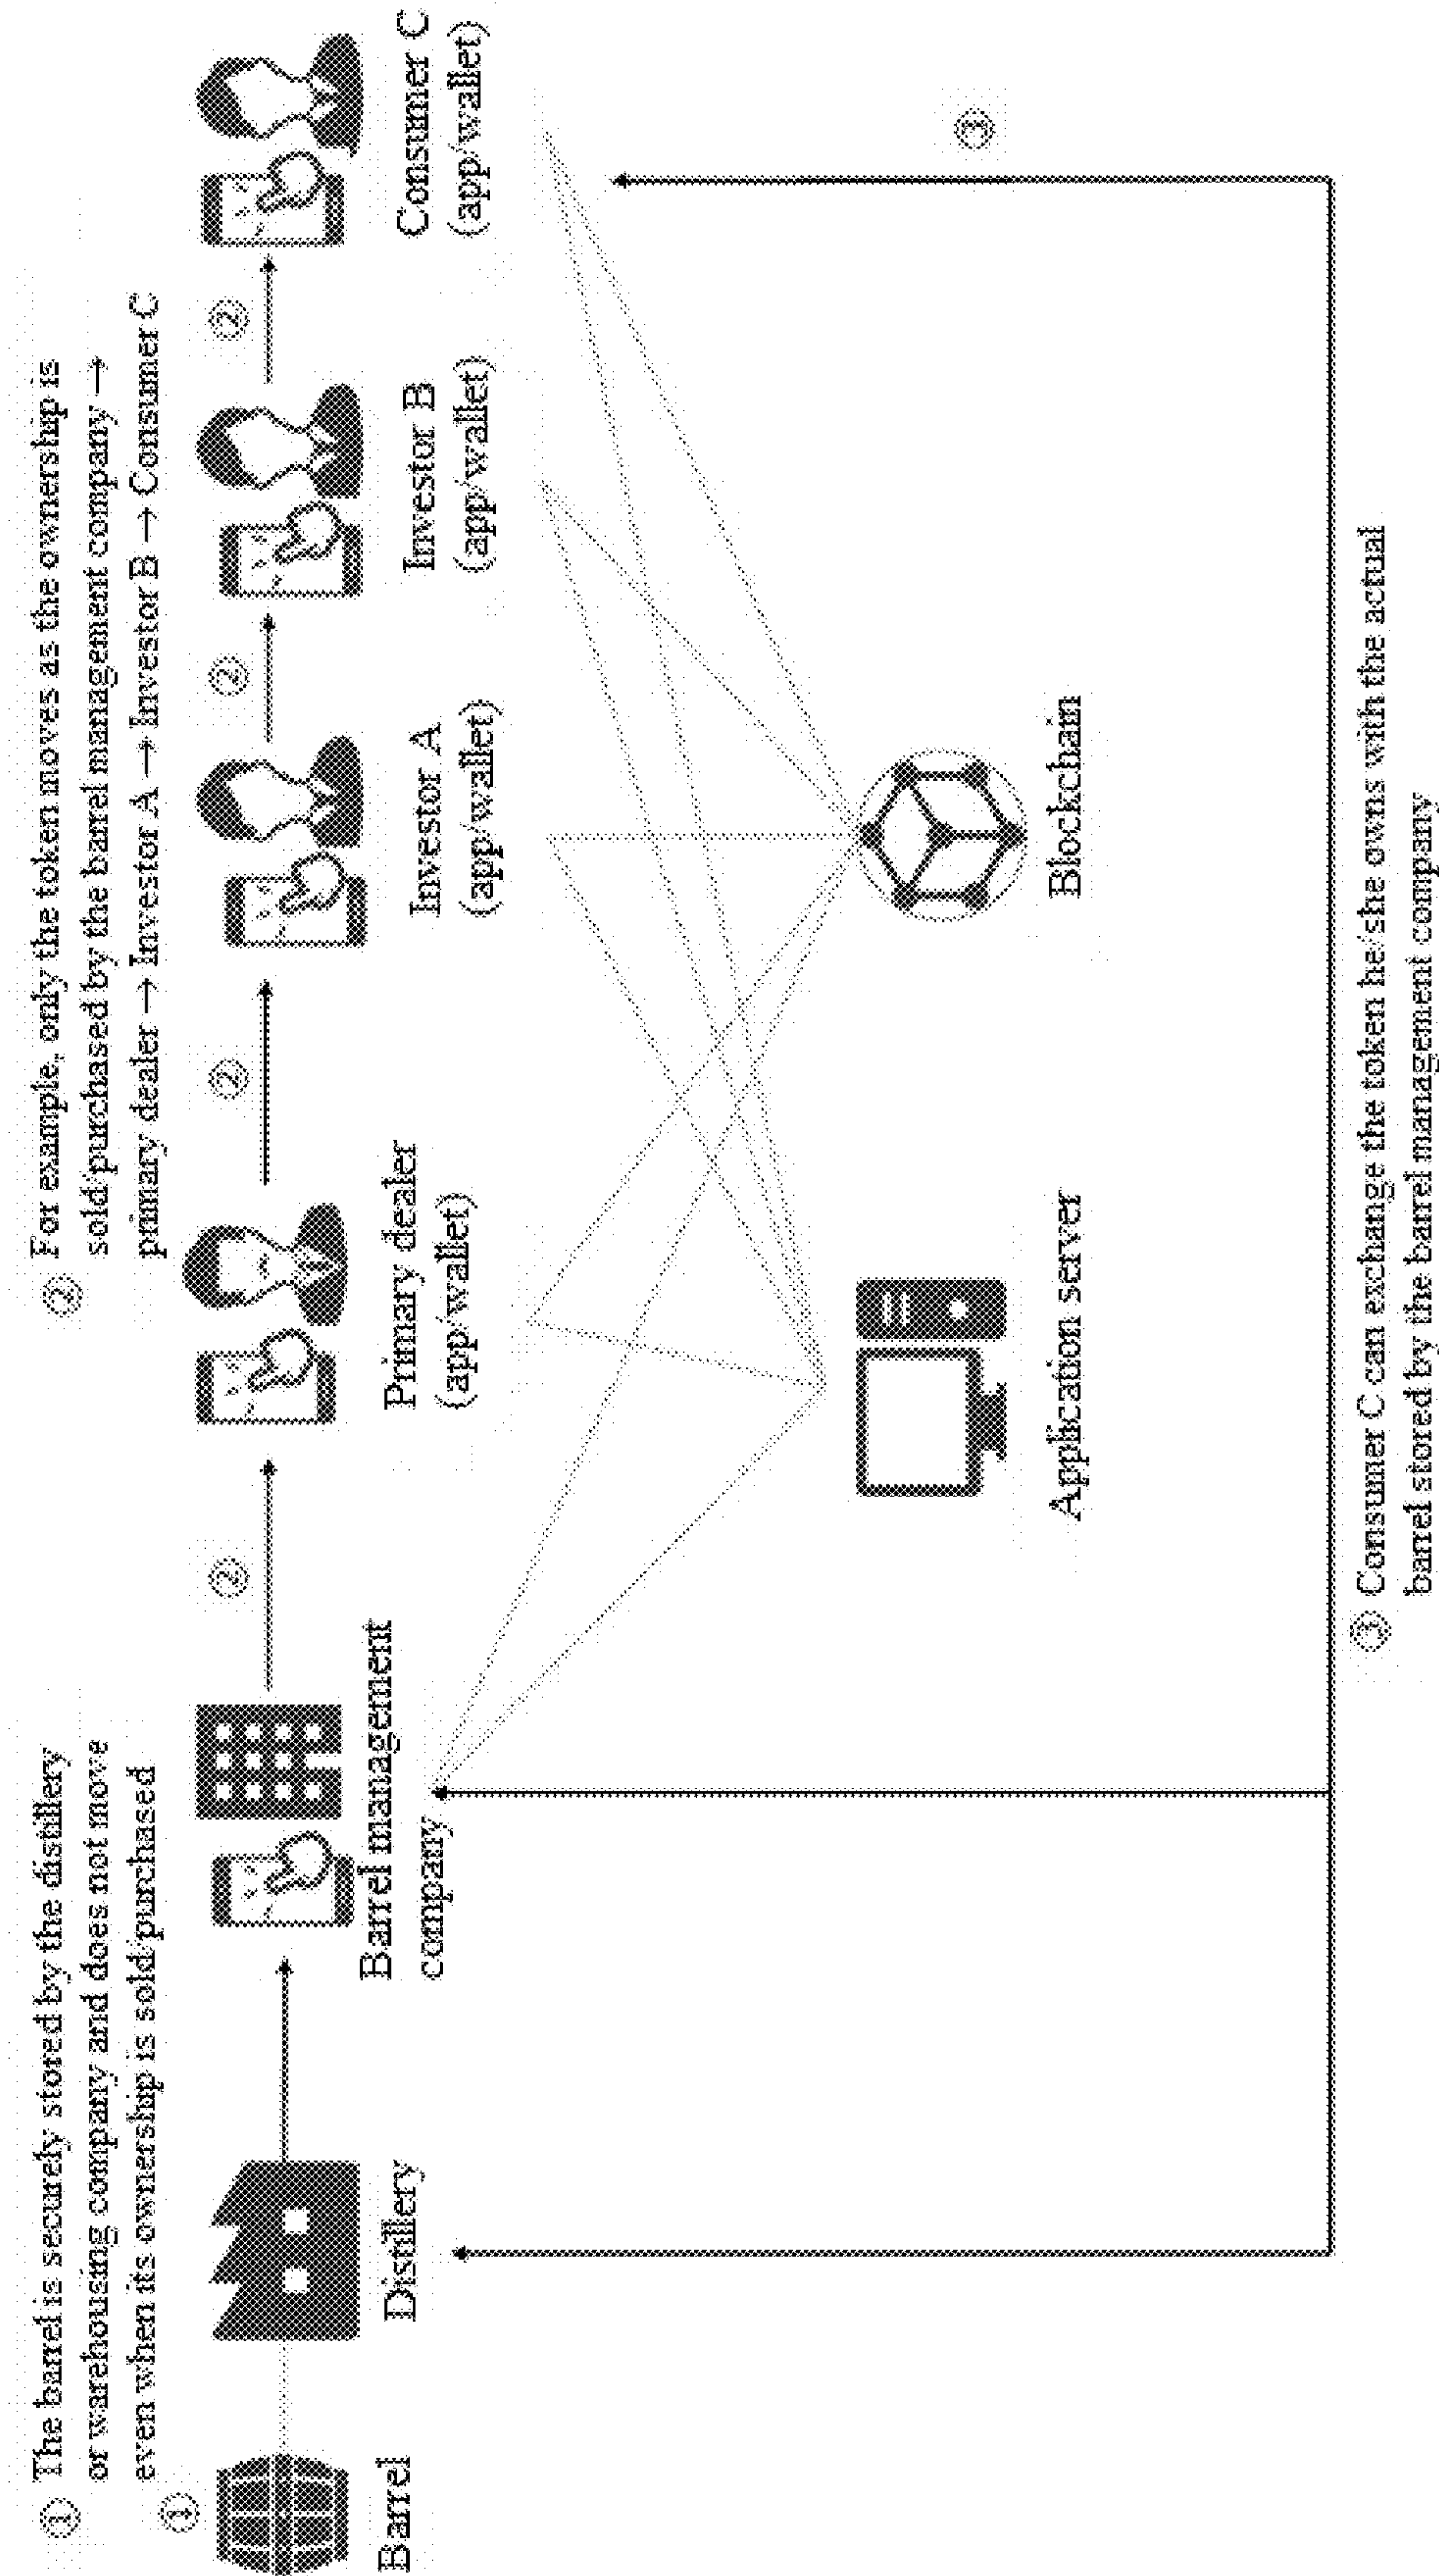 ① The barrel is securely stored by the distillery
or warehousing company and does not move
even when its ownership is sold/purchased
② For example, only the token moves as the ownership is
sold/purchased by the barrel management company →
primary dealer → Investor A → Investor B → Consumer C
①
②
②
②
②
Barrel
Distillery
Barrel management
company
Primary dealer
(app/wallet)
Investor A
(app/wallet)
Investor B
(app/wallet)
Consumer C
(app/wallet)
③
Application server
Blockchain
③ Consumer C can exchange the token he/she owns with the actual
barrel stored by the barrel management company